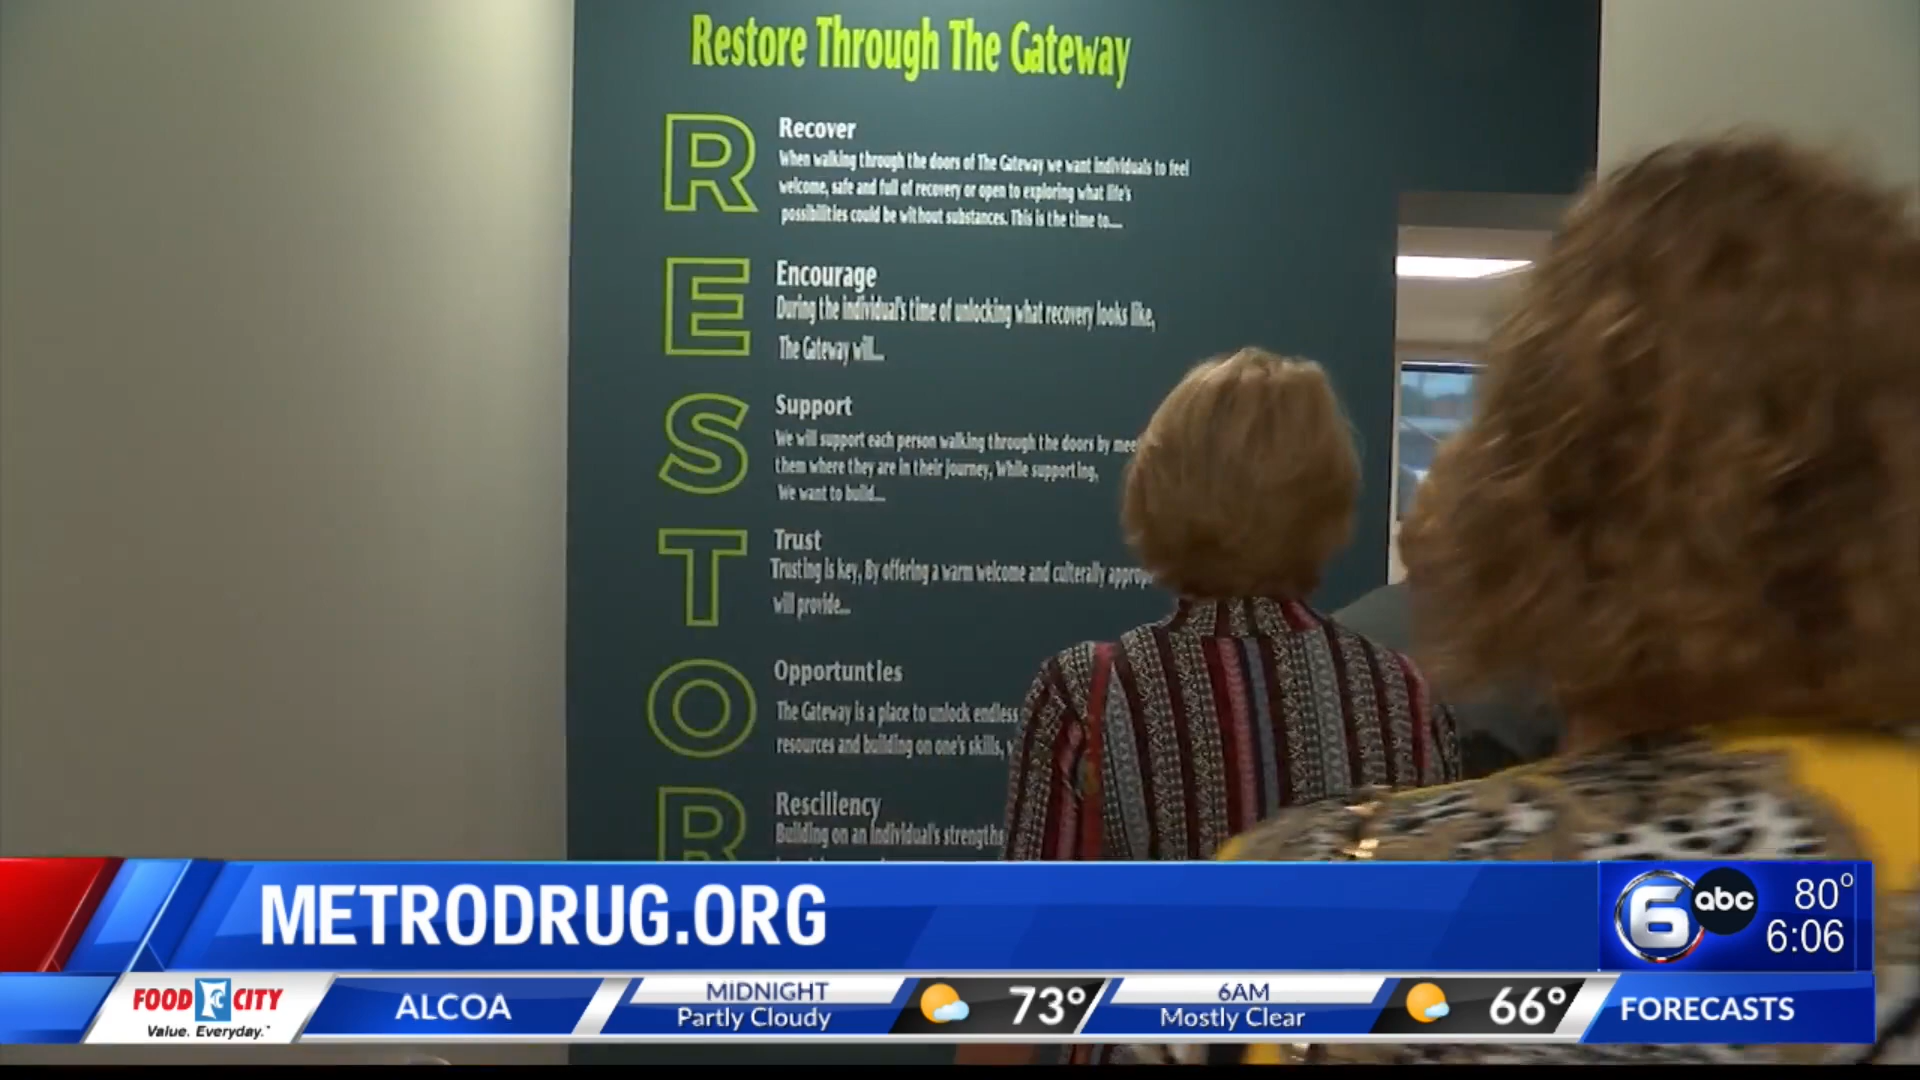 Restore Through The Gateway
R
Recover
When walking through the doors of The Gateway we want individuals to feel
welcome, safe and full of recovery or open to exploring what life's
possibilities could be without substances. This is the time to....
E
Encourage
During the individual's time of unlocking what recovery looks like,
The Gateway will...
S
Support
We will support each person walking through the doors by
them where they are in their journey, While supporting,
We want to build...
T
Trust
Trusting is key, By offering a warm welcome and culterally
will provide...
O
Opportunties
The Gateway is a place to unlock endless
resources and building on one's skills,
R
Resciliency
Building on an individual's strengths
METRODRUG.ORG
6 abc
80°
6:06
FOOD CITY
Value. Everyday.
ALCOA
MIDNIGHT
Partly Cloudy
73°
6AM
Mostly Clear
66°
FORECASTS